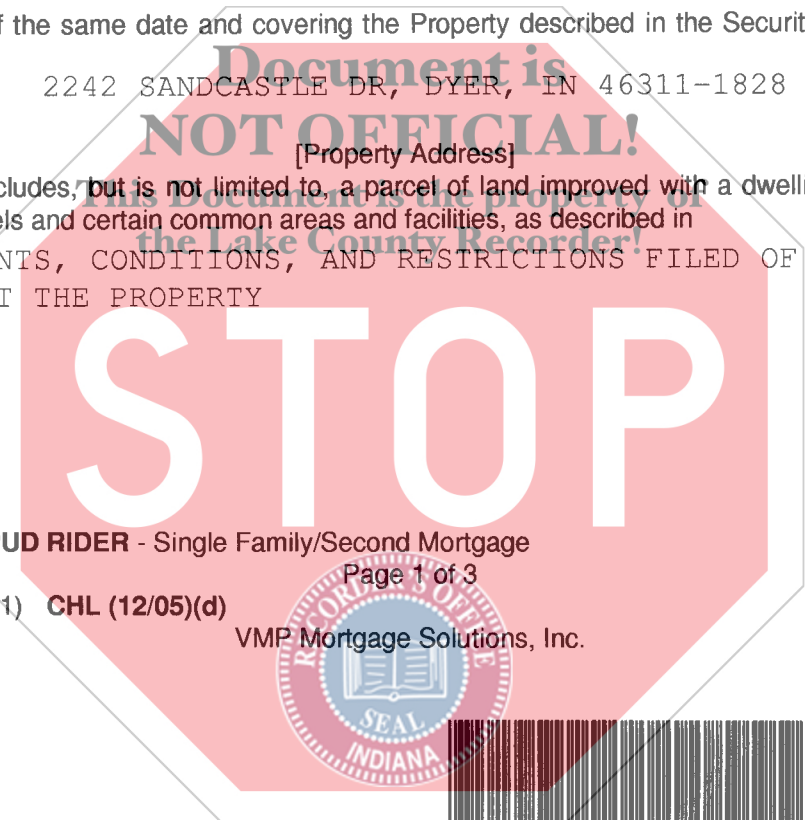 f the same date and covering the Property described in the Securit
Document is
2242 SANDCASTLE DR, DYER, IN 46311-1828
NOT OFFICIAL!
[Property Address]
cludes, but is not limited to, a parcel of land improved with a dwell
This Document is the property of
els and certain common areas and facilities, as described in
the Lake County Recorder!
NTS, CONDITIONS, AND RESTRICTIONS FILED OF
T THE PROPERTY
STOP
UD RIDER - Single Family/Second Mortgage
Page 1 of 3
1) CHL (12/05)(d)
VMP Mortgage Solutions, Inc.
RECORDER'S OFFICE
SEAL
INDIANA